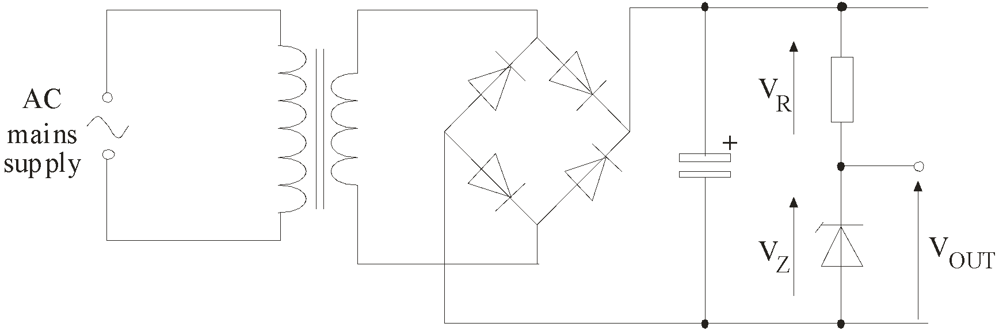 AC
mains
supply
+
V_R
V_Z
V_OUT